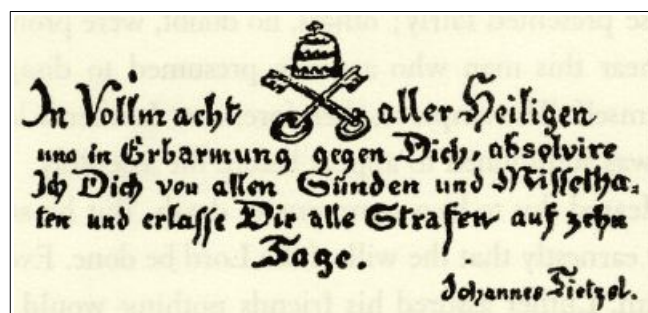 In Vollmacht aller Heiligen
und in Erbarmung gegen Dich, absolvire
Ich Dich von allen Sünden und Missetha-
ten und erlasse Dir alle Strafen auf zehn
Tage.
Johannes Tietzel.